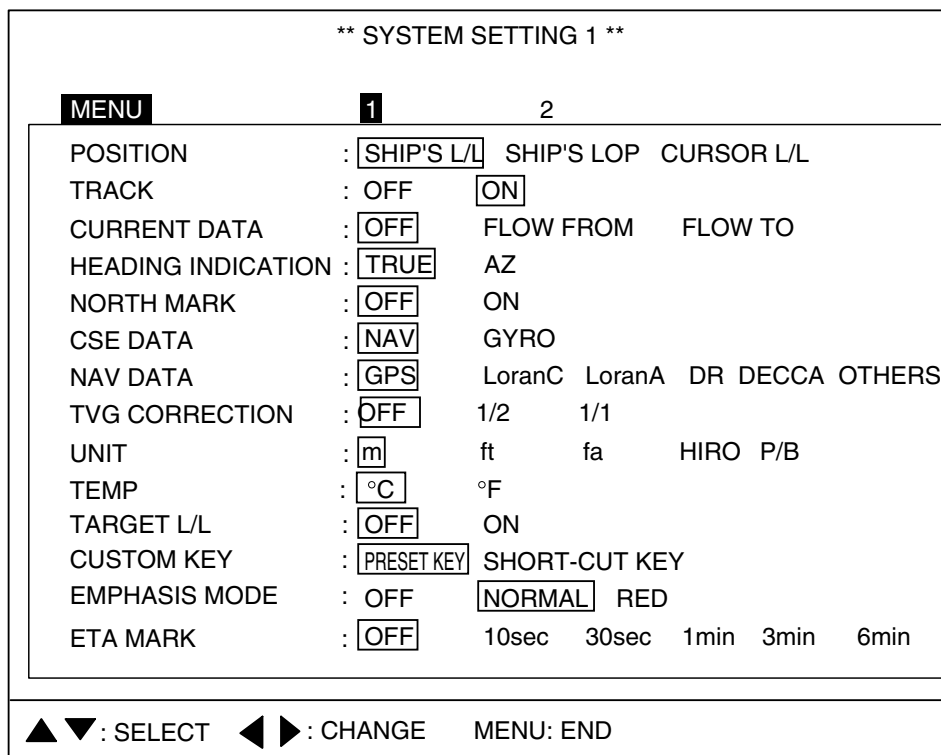 ** SYSTEM SETTING 1 **
MENU 1 2
POSITION : SHIP'S L/L SHIP'S LOP CURSOR L/L
TRACK : OFF ON
CURRENT DATA : OFF FLOW FROM FLOW TO
HEADING INDICATION : TRUE AZ
NORTH MARK : OFF ON
CSE DATA : NAV GYRO
NAV DATA : GPS LoranC LoranA DR DECCA OTHERS
TVG CORRECTION : OFF 1/2 1/1
UNIT : m ft fa HIRO P/B
TEMP : °C °F
TARGET L/L : OFF ON
CUSTOM KEY : PRESET KEY SHORT-CUT KEY
EMPHASIS MODE : OFF NORMAL RED
ETA MARK : OFF 10sec 30sec 1min 3min 6min
▲ ▼ : SELECT ◀ ▶ : CHANGE MENU: END